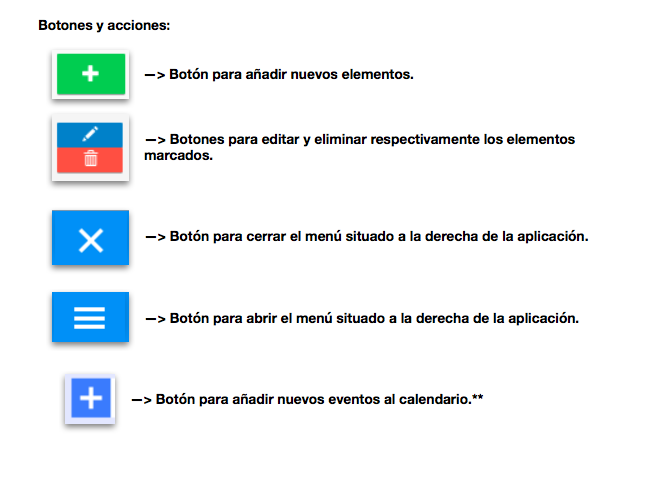 Botones y acciones:
—> Botón para añadir nuevos elementos.
—> Botones para editar y eliminar respectivamente los elementos
marcados.
—> Botón para cerrar el menú situado a la derecha de la aplicación.
—> Botón para abrir el menú situado a la derecha de la aplicación.
—> Botón para añadir nuevos eventos al calendario.**